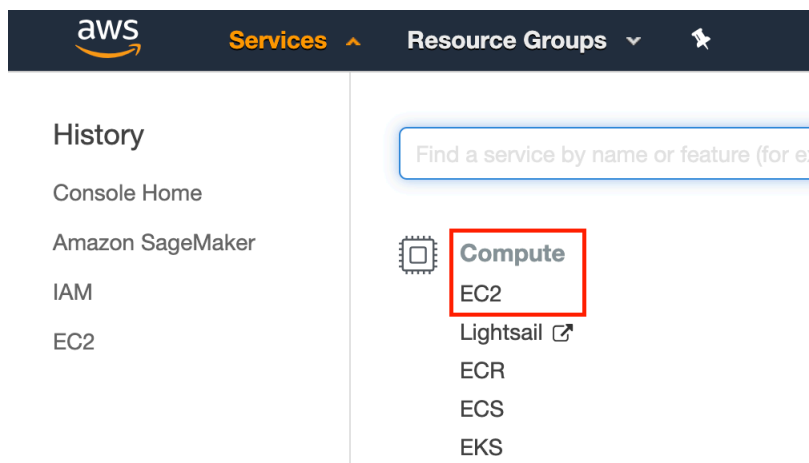 aws Services Resource Groups
History
Console Home
Amazon SageMaker
IAM
EC2
Find a service by name or feature (for
Compute
EC2
Lightsail
ECR
ECS
EKS